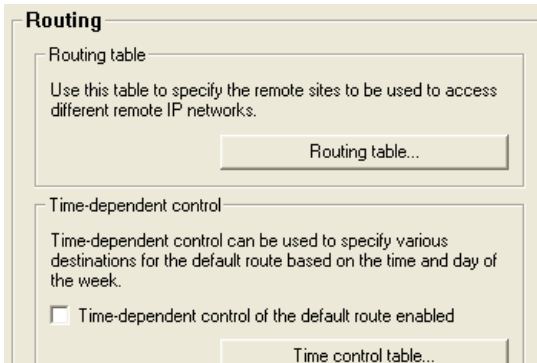 Routing
Routing table
Use this table to specify the remote sites to be used to access
different remote IP networks.
Routing table...
Time-dependent control
Time-dependent control can be used to specify various
destinations for the default route based on the time and day of
the week.
Time-dependent control of the default route enabled
Time control table...